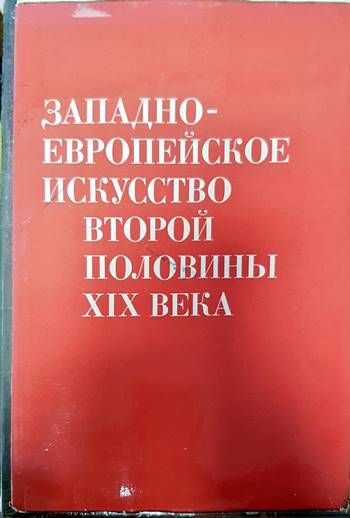 ЗАПАДНО-
ЕВРОПЕЙСКОЕ
ИСКУССТВО
ВТОРОЙ
ПОЛОВИНЫ
XIX ВЕКА